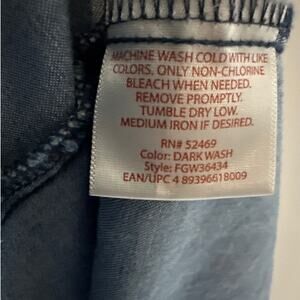 MACHINE WASH COLD WITH LIKE
COLORS, ONLY NON-CHLORINE
BLEACH WHEN NEEDED.
REMOVE PROMPTLY.
TUMBLE DRY LOW.
MEDIUM IRON IF DESIRED.
RN# 52469
Color: DARK WASH
Style: FGW36434
EAN/UPC 4 89396618009